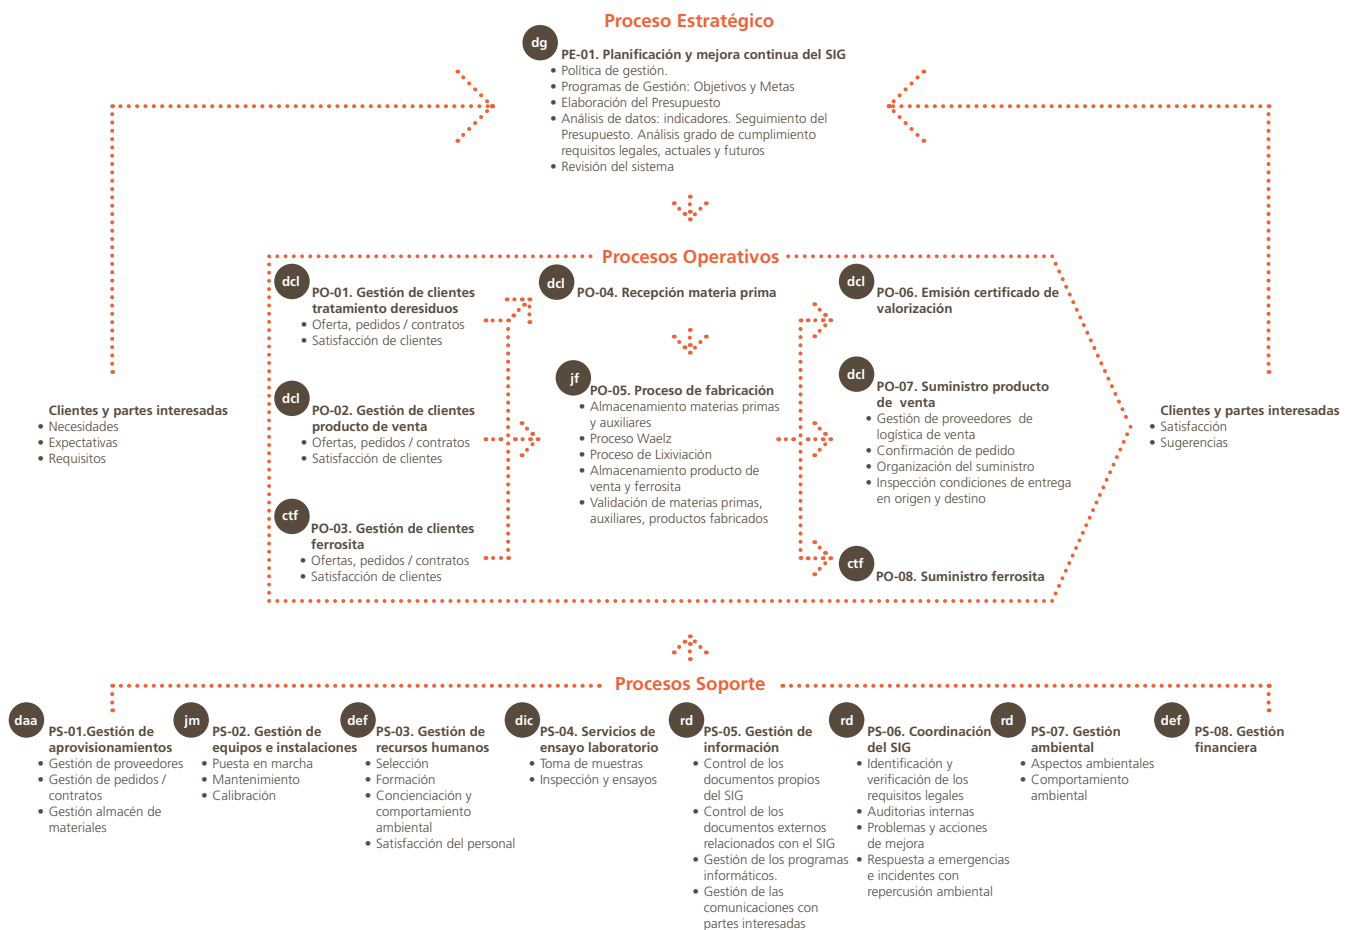 Proceso Estratégico
dg
PE-01. Planificación y mejora continua del SIG
• Política de gestión.
• Programas de Gestión: Objetivos y Metas
• Elaboración del Presupuesto
• Análisis de datos: indicadores. Seguimiento del
Presupuesto. Análisis grado de cumplimiento
requisitos legales, actuales y futuros
• Revisión del sistema
Clientes y partes interesadas
• Necesidades
• Expectativas
• Requisitos
Procesos Operativos
dcl
PO-01. Gestión de clientes
tratamiento deresiduos
• Oferta, pedidos / contratos
• Satisfacción de clientes
dcl
PO-02. Gestión de clientes
producto de venta
• Ofertas, pedidos / contratos
• Satisfacción de clientes
ctf
PO-03. Gestión de clientes
ferrosita
• Ofertas, pedidos / contratos
• Satisfacción de clientes
dcl
PO-04. Recepción materia prima
jf
PO-05. Proceso de fabricación
• Almacenamiento materias primas
y auxiliares
• Proceso Waelz
• Proceso de Lixiviación
• Almacenamiento producto de
venta y ferrosita
• Validación de materias primas,
auxiliares, productos fabricados
dcl
PO-06. Emisión certificado de
valorización
dcl
PO-07. Suministro producto
de venta
• Gestión de proveedores de
logística de venta
• Confirmación de pedido
• Organización del suministro
• Inspección condiciones de entrega
en origen y destino
ctf
PO-08. Suministro ferrosita
Clientes y partes interesadas
• Satisfacción
• Sugerencias
Procesos Soporte
daa
PS-01.Gestión de
aprovisionamientos
• Gestión de proveedores
• Gestión de pedidos /
contratos
• Gestión almacén de
materiales
jm
PS-02. Gestión de
equipos e instalaciones
• Puesta en marcha
• Mantenimiento
• Calibración
def
PS-03. Gestión de
recursos humanos
• Selección
• Formación
• Concienciación y
comportamiento
ambiental
• Satisfacción del personal
dic
PS-04. Servicios de
ensayo laboratorio
• Toma de muestras
• Inspección y ensayos
rd
PS-05. Gestión de
información
• Control de los
documentos propios
del SIG
• Control de los
documentos externos
relacionados con el SIG
• Gestión de los programas
informáticos.
• Gestión de las
comunicaciones con
partes interesadas
rd
PS-06. Coordinación
del SIG
• Identificación y
verificación de los
requisitos legales
• Auditorias internas
• Problemas y acciones
de mejora
• Respuesta a emergencias
e incidentes con
repercusión ambiental
rd
PS-07. Gestión
ambiental
• Aspectos ambientales
• Comportamiento
ambiental
def
PS-08. Gestión
financiera